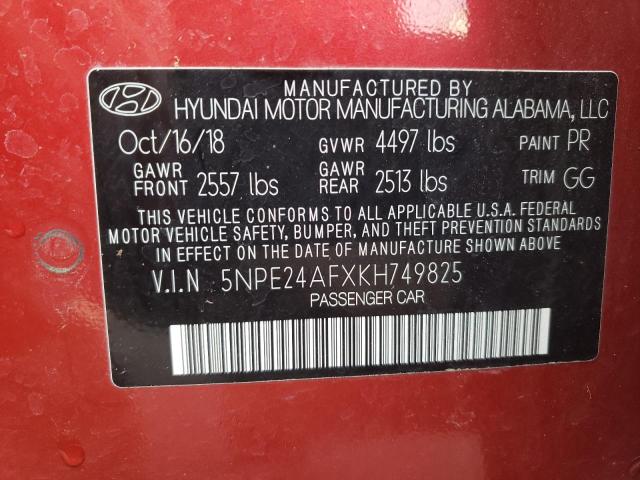 MANUFACTURED BY
HYUNDAI MOTOR MANUFACTURING ALABAMA, LLC
Oct/16/18 GVWR 4497 lbs PAINT PR
GAWR FRONT 2557 lbs GAWR REAR 2513 lbs TRIM GG
THIS VEHICLE CONFORMS TO ALL APPLICABLE U.S.A. FEDERAL
MOTOR VEHICLE SAFETY, BUMPER, AND THEFT PREVENTION STANDARDS
IN EFFECT ON THE DATE OF MANUFACTURE SHOWN ABOVE
V.I.N 5NPE24AFXKH749825
PASSENGER CAR